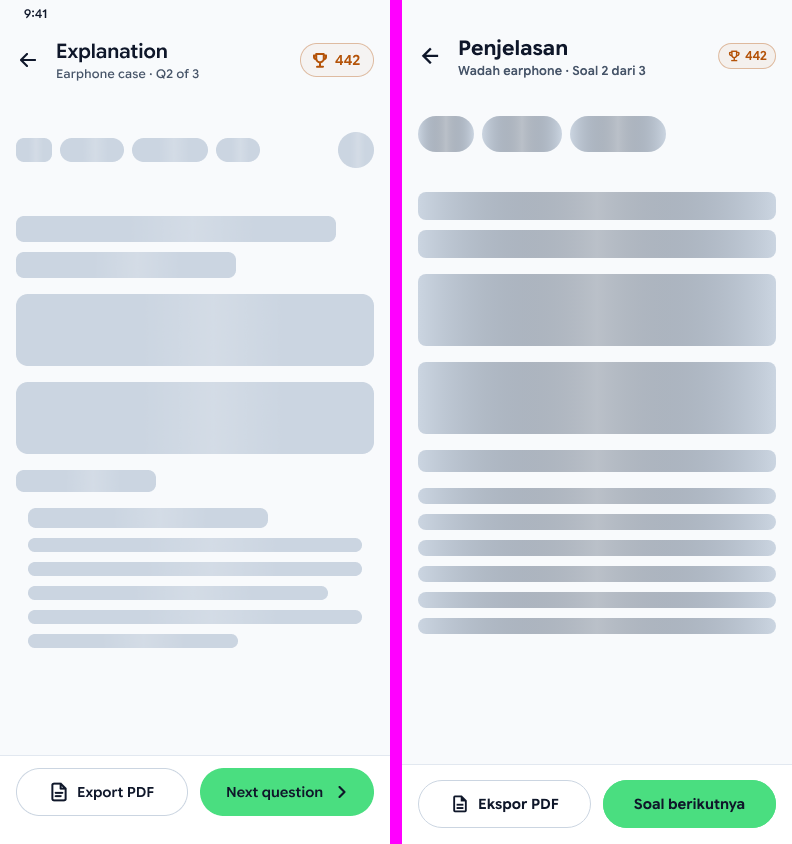 9:41
Explanation
Earphone case · Q2 of 3
442
Export PDF
Next question
Penjelasan
Wadah earphone · Soal 2 dari 3
442
Ekspor PDF
Soal berikutnya